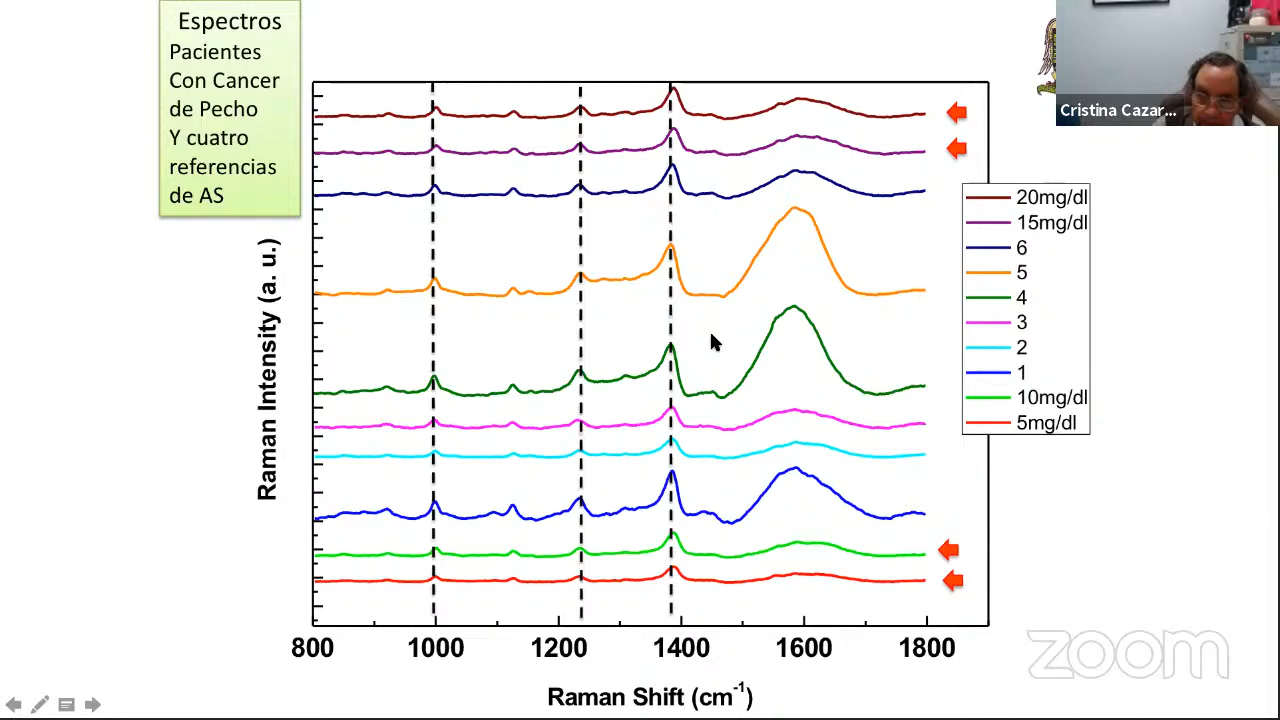 Espectros
Pacientes
Con Cancer
de Pecho
Y cuatro
referencias
de AS
Cristina Cazar...
20mg/dl
15mg/dl
6
5
4
3
2
1
10mg/dl
5mg/dl
Raman Intensity (a. u.)
800 1000 1200 1400 1600 1800
Raman Shift (cm-1)
zoom